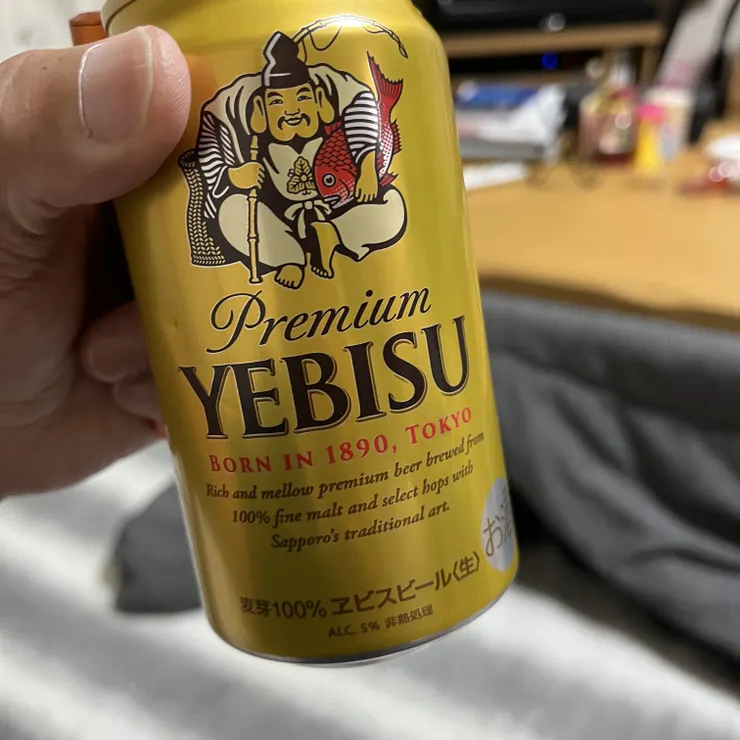 Premium
YEBISU
BORN IN 1890, TOKYO
Rich and mellow premium beer brewed from
100% fine malt and select hops with
Sapporo's traditional art.
麦芽100% ヱビスビール〈生〉
ALC. 5% 非熱処理